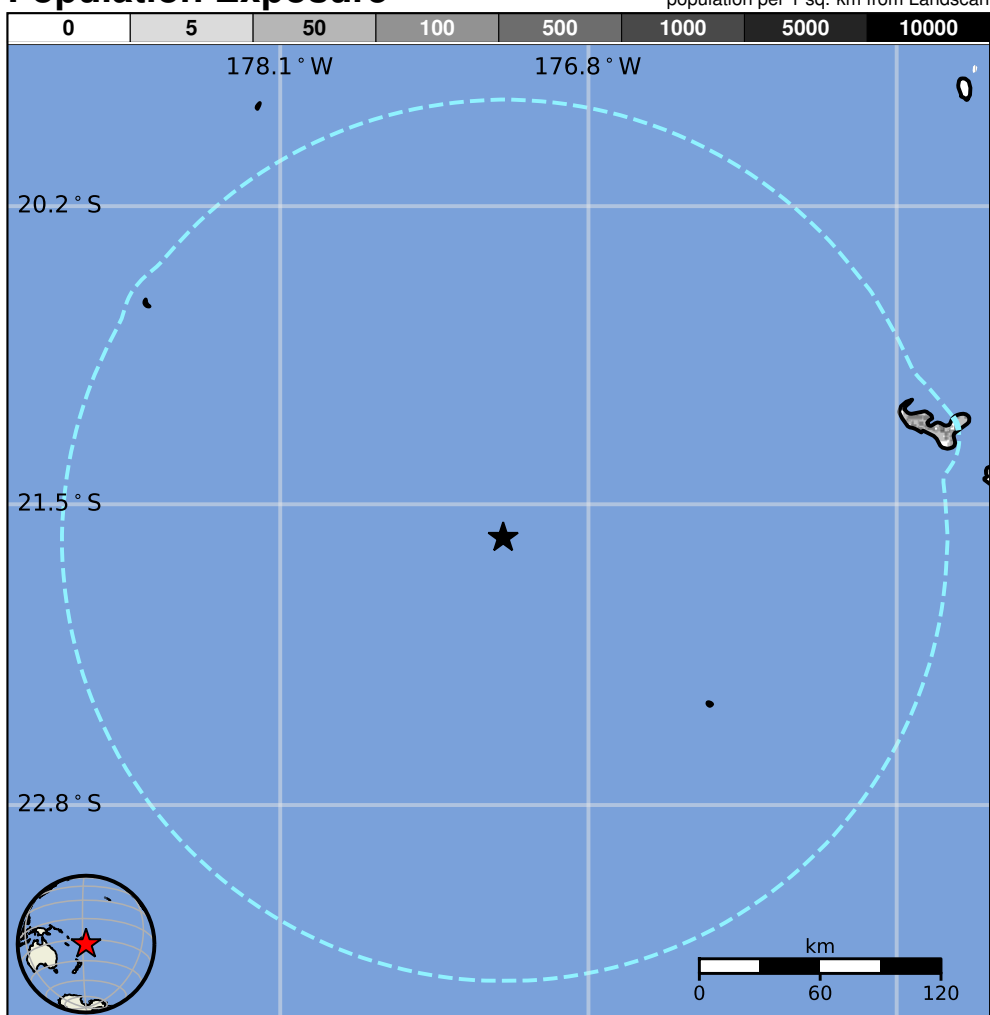 Population Exposure
population per 1 sq. km from Landscan
0 5 50 100 500 1000 5000 10000
178.1°W 176.8°W
20.2°S
21.5°S
22.8°S
km
0 60 120